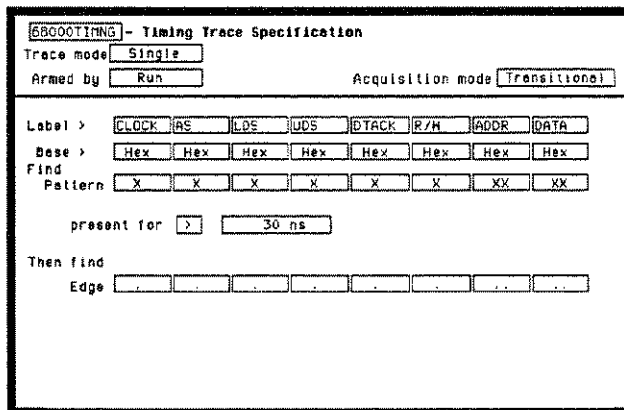 68000TIMNG - Timing Trace Specification
Trace mode Single
Armed by Run Acquisition mode Transitional
Label > CLOCK AS LDS UDS DTACK R/W ADDR DATA
Base > Hex Hex Hex Hex Hex Hex Hex Hex
Find
Pattern X X X X X X XX XX
present for > 30 ns
Then find
Edge . . . . . . .. ..